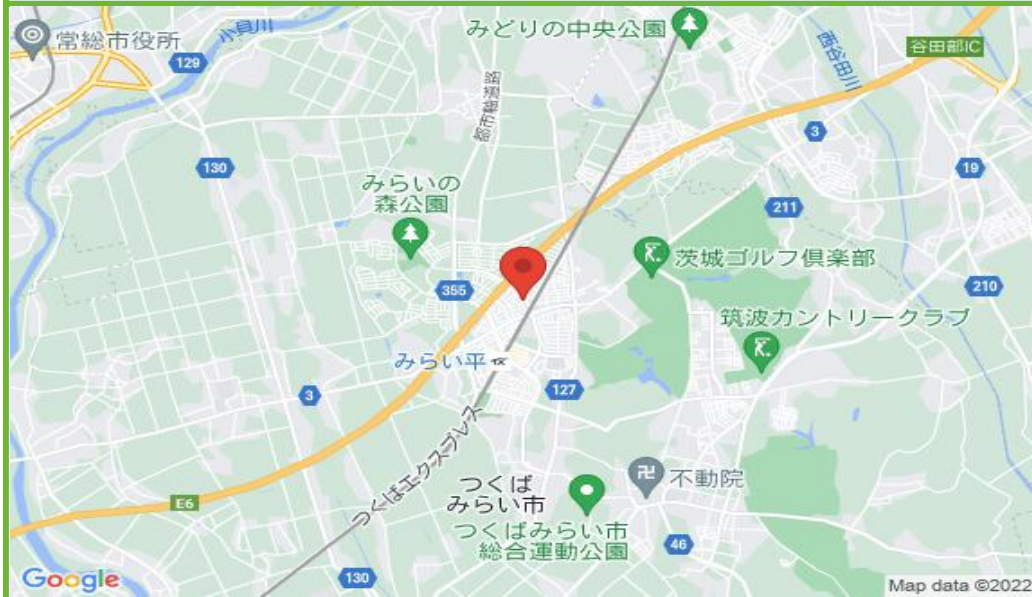 常総市役所
小貝川
129
みどりの中央公園
西谷田川
谷田部IC
都市軸道路
3
130
19
みらいの
森公園
211
茨城ゴルフ倶楽部
355
210
筑波カントリークラブ
みらい平
127
3
つくばエクスプレス
E6
つくば
みらい市
不動院
つくばみらい市
総合運動公園
46
130
Google
Map data ©2022